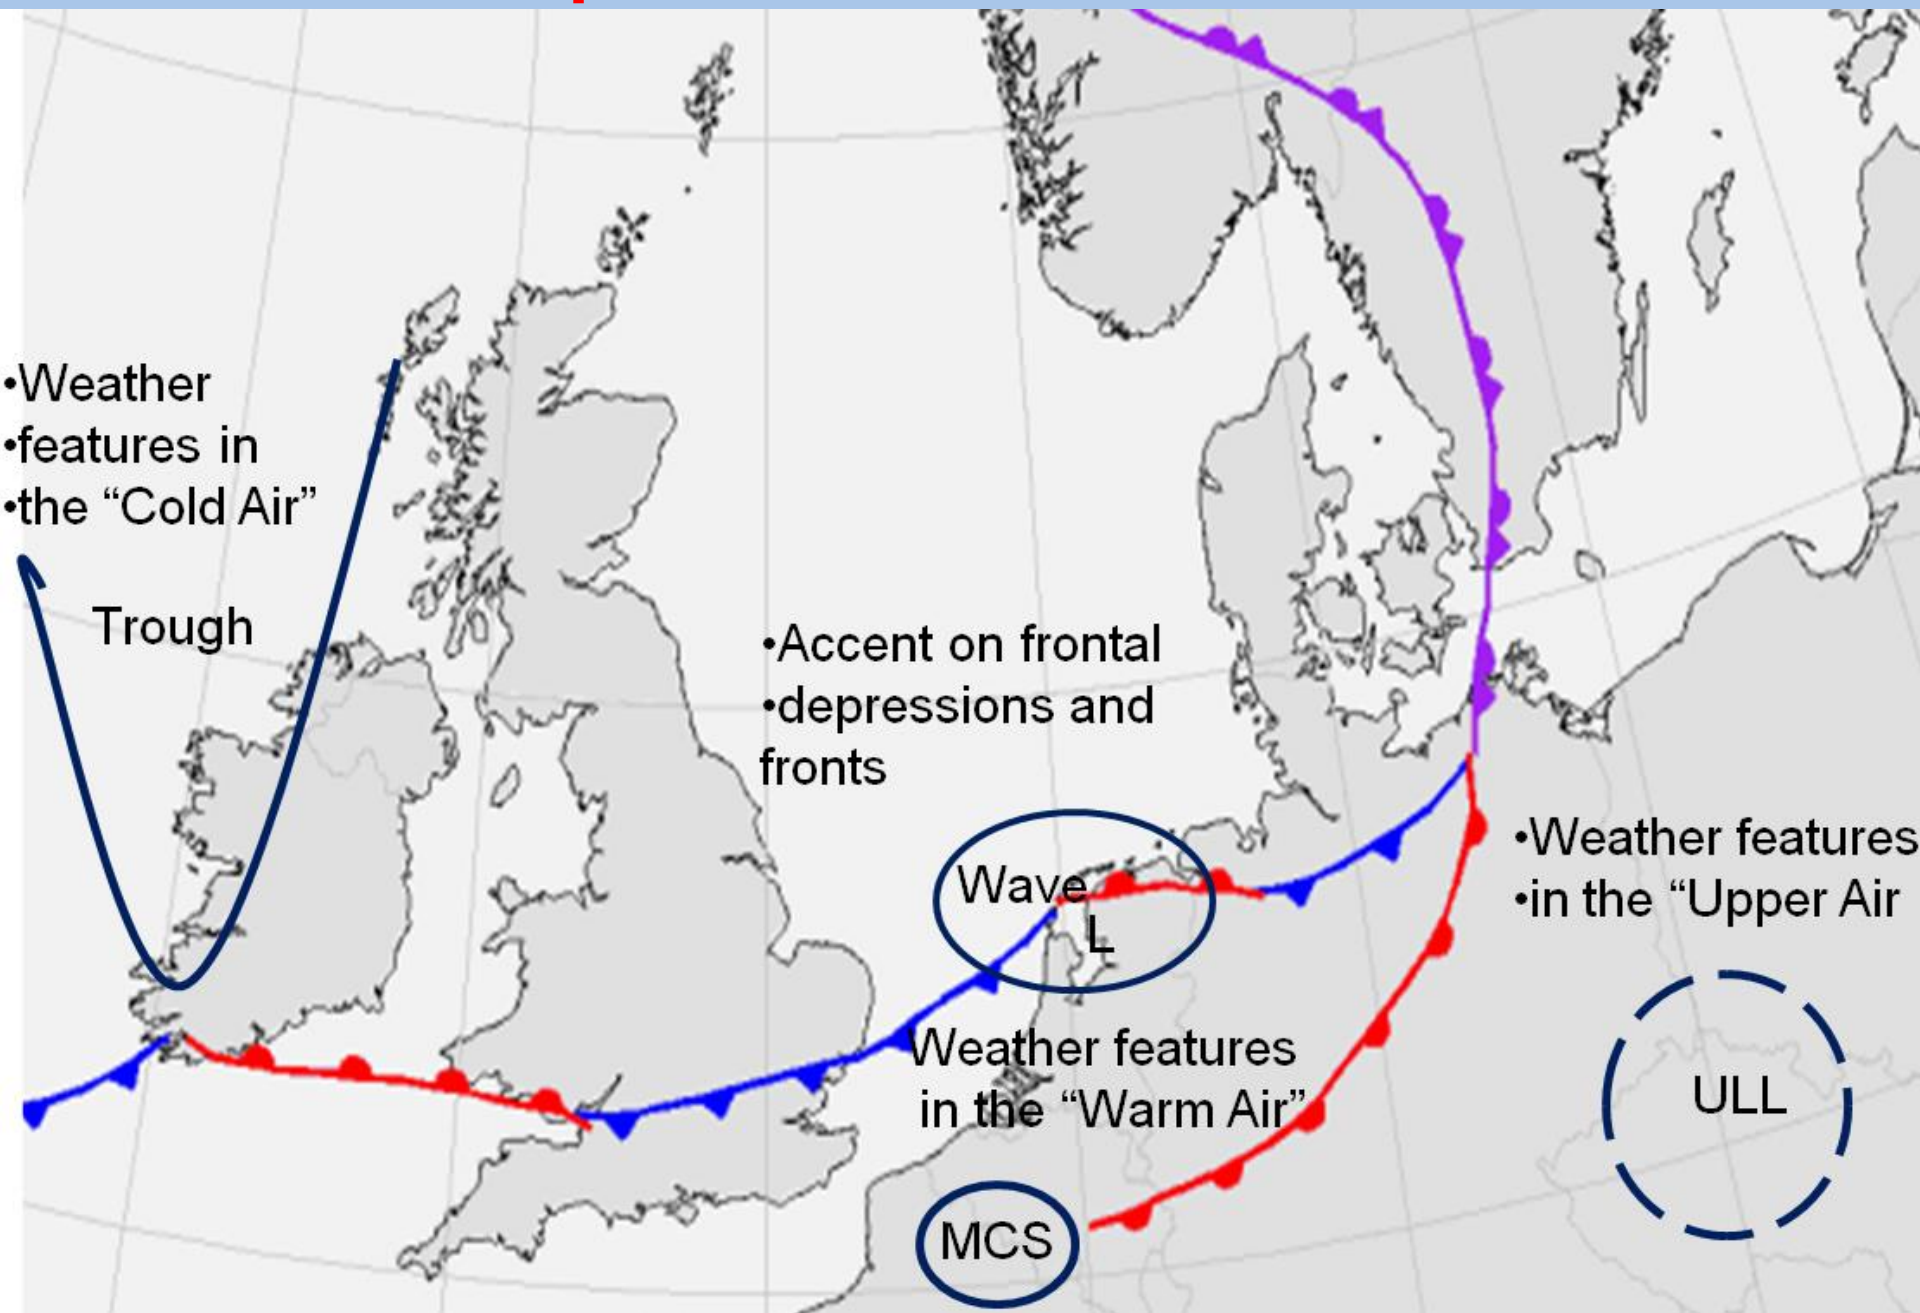 •Weather
•features in
•the “Cold Air”
Trough
•Accent on frontal
•depressions and
fronts
Wave
L
•Weather features
•in the “Upper Air
Weather features
in the “Warm Air”
ULL
MCS